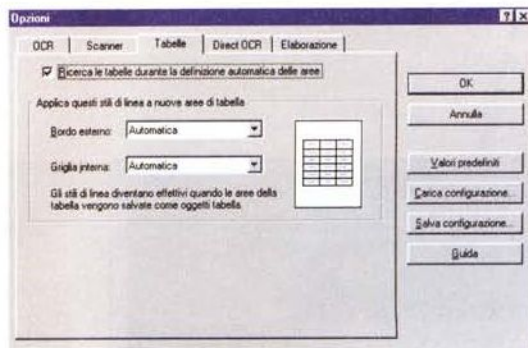 Opzioni
OCR Scanner Tabelle Direct OCR Elaborazione
Ricerca le tabelle durante la definizione automatica delle aree
Applica questi stili di linea a nuove aree di tabella
Bordo esterno: Automatica
Griglia interna: Automatica
Gli stili di linea diventano effettivi quando le aree della
tabella vengono salvate come oggetti tabella.
OK
Annulla
Valori predefiniti
Carica configurazione...
Salva configurazione...
Guida